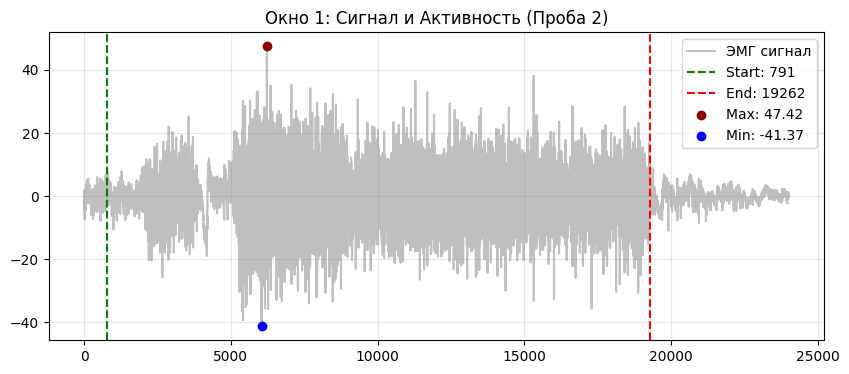 Окно 1: Сигнал и Активность (Проба 2)
ЭМГ сигнал
Start: 791
End: 19262
Max: 47.42
Min: -41.37
40
20
0
−20
−40
0
5000
10000
15000
20000
25000